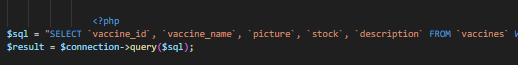 <?php
$sql = "SELECT `vaccine_id`, `vaccine_name`, `picture`, `stock`, `description` FROM `vaccines`
$result = $connection->query($sql);